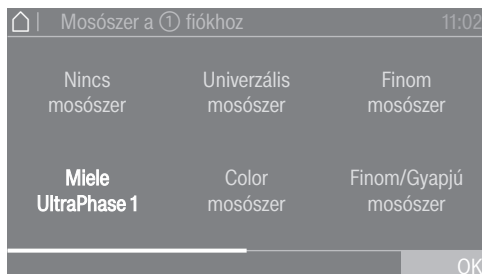 Mosószer a ① fiókhoz 11:02
Nincs mosószer
Univerzális mosószer
Finom mosószer
Miele UltraPhase 1
Color mosószer
Finom/Gyapjú mosószer
OK